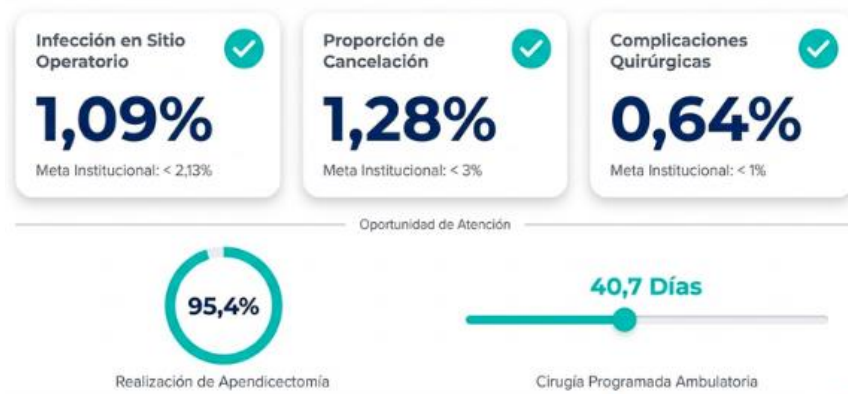 Infección en Sitio
Operatorio
1,09%
Meta Institucional: < 2,13%
Proporción de
Cancelación
1,28%
Meta Institucional: < 3%
Complicaciones
Quirúrgicas
0,64%
Meta Institucional: < 1%
Oportunidad de Atención
95,4%
Realización de Apendicectomía
40,7 Días
Cirugía Programada Ambulatoria